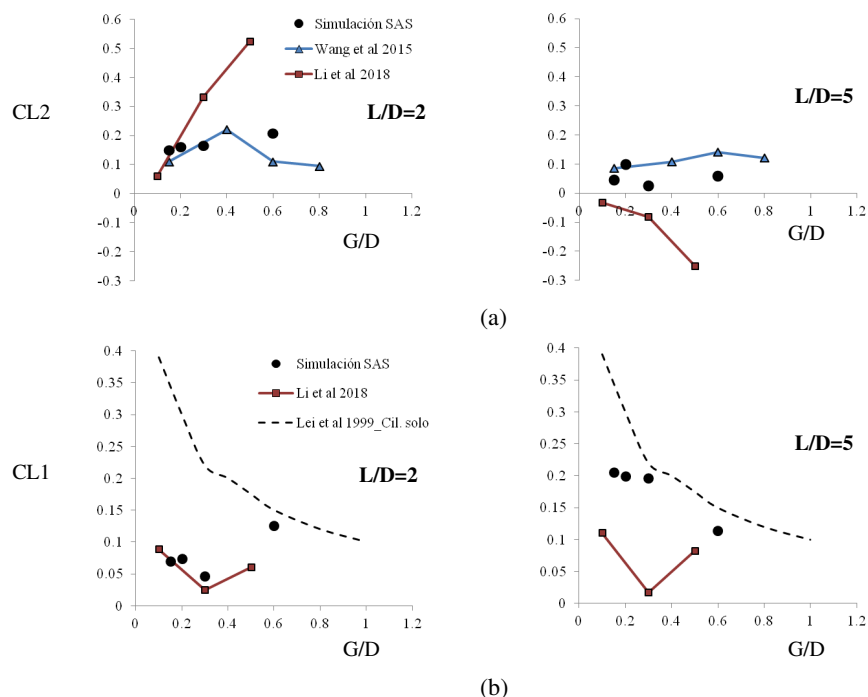 Simulación SAS
Wang et al 2015
Li et al 2018
CL2
L/D=2
0.6
0.5
0.4
0.3
0.2
0.1
0
-0.1
-0.2
-0.3
0.2 0.4 0.6 0.8 1 1.2
G/D
L/D=5
0.6
0.5
0.4
0.3
0.2
0.1
0
-0.1
-0.2
-0.3
0.2 0.4 0.6 0.8 1 1.2
G/D
(a)
Simulación SAS
Li et al 2018
Lei et al 1999_Cil. solo
CL1
L/D=2
0.4
0.35
0.3
0.25
0.2
0.15
0.1
0.05
0
0 0.2 0.4 0.6 0.8 1 1.2
G/D
L/D=5
0.4
0.35
0.3
0.25
0.2
0.15
0.1
0.05
0
0 0.2 0.4 0.6 0.8 1 1.2
G/D
(b)